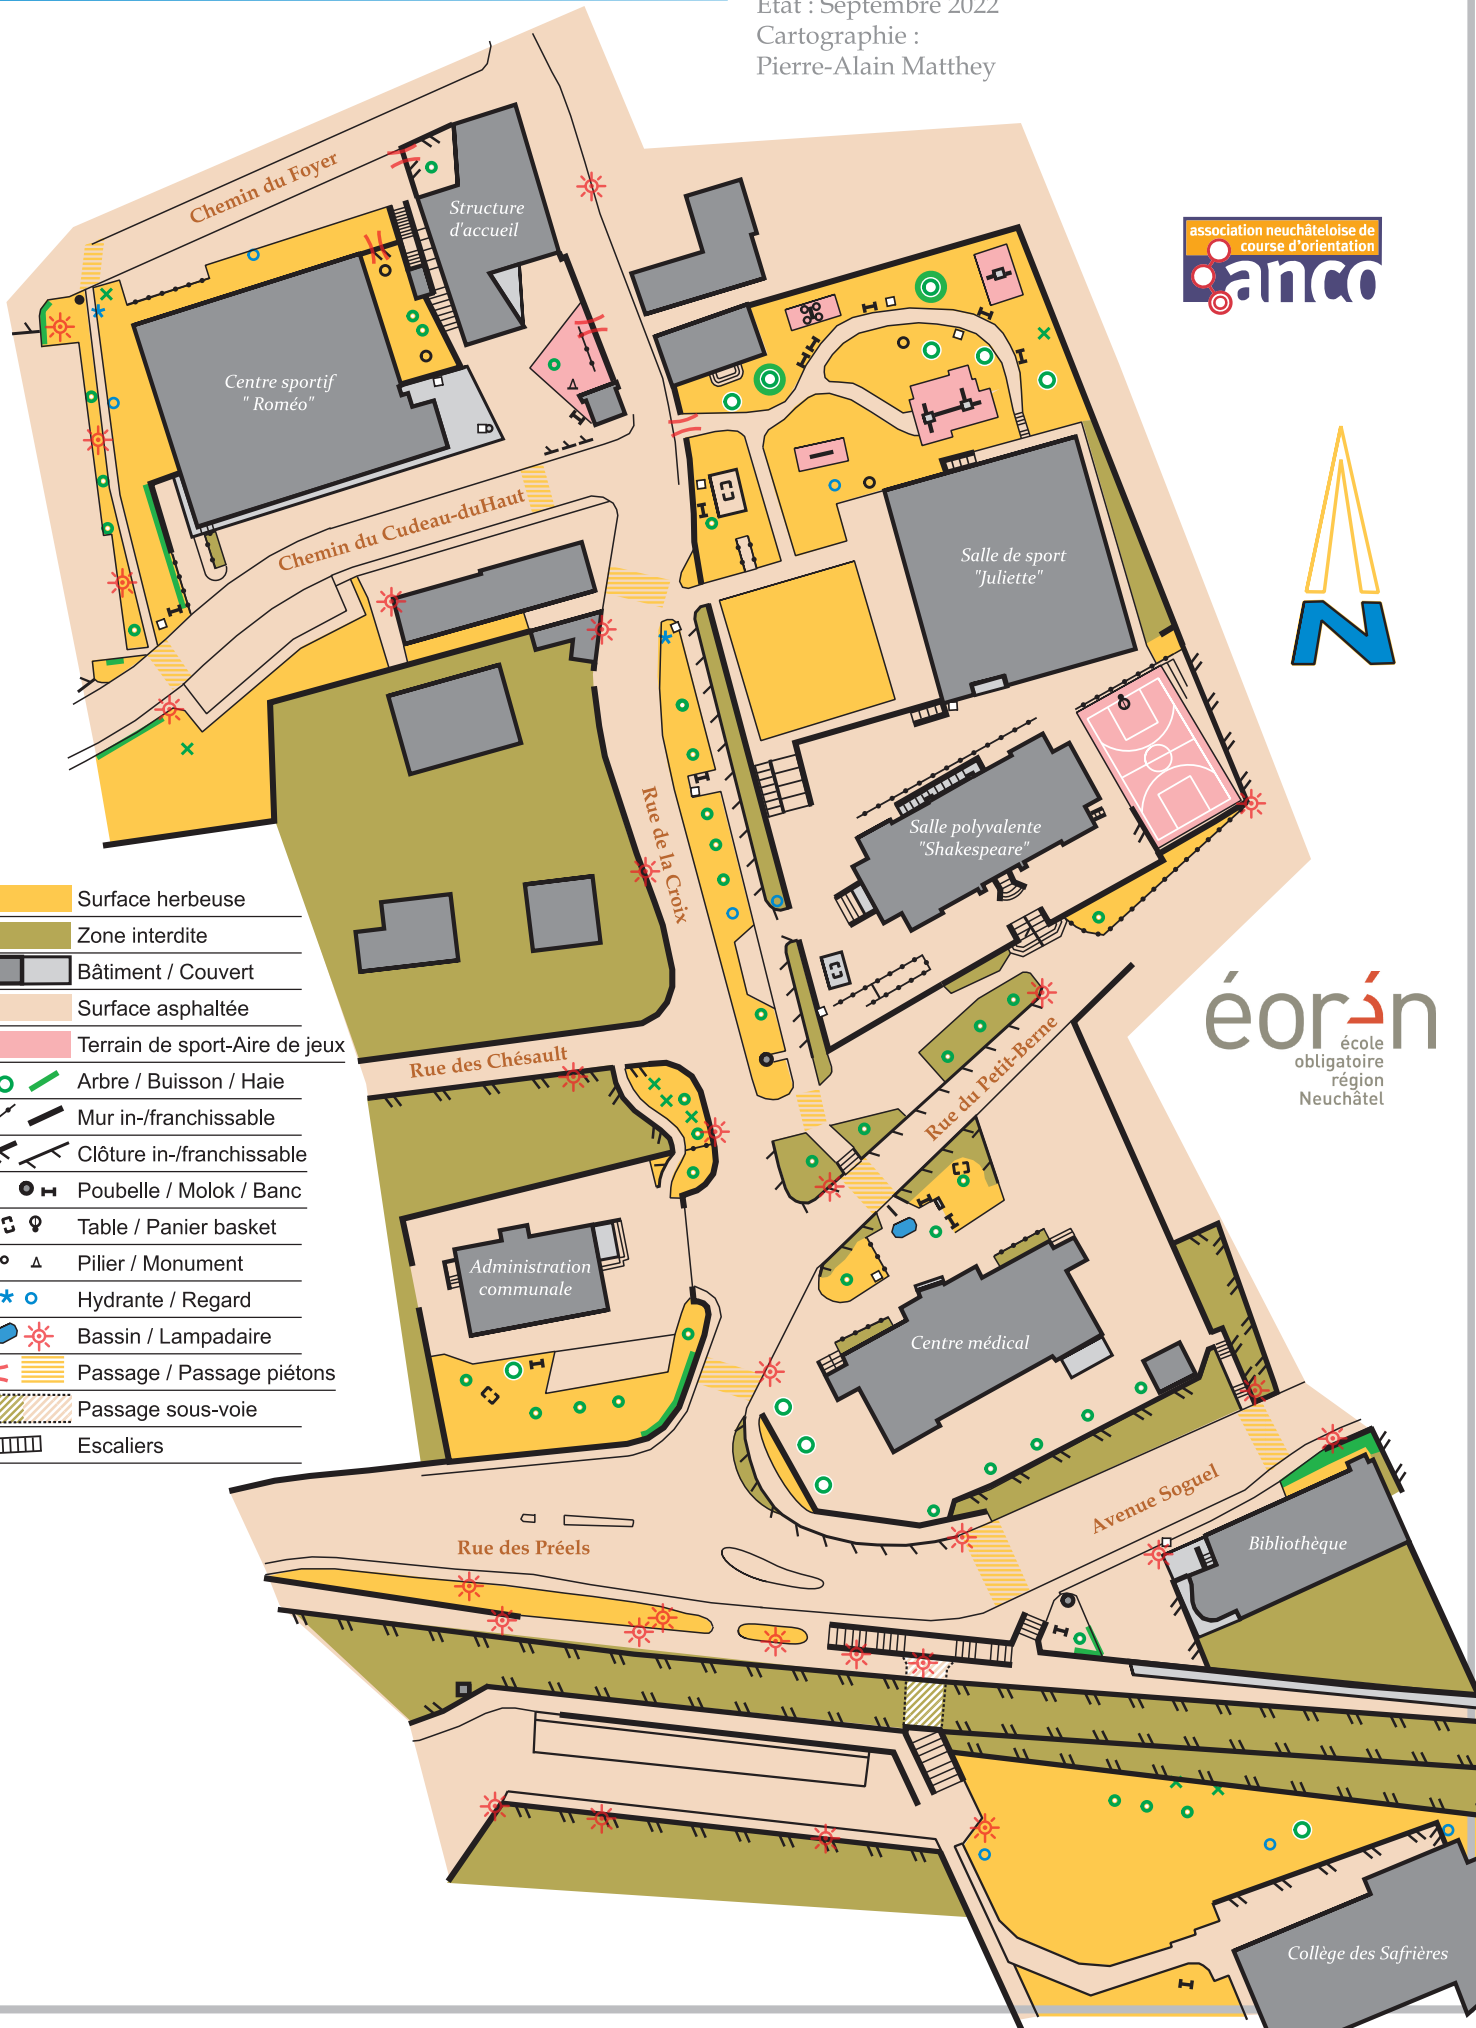 Etat : Septembre 2022
Cartographie :
Pierre-Alain Matthey
Chemin du Foyer
Structure
d'accueil
association neuchâteloise de
course d'orientation
anco
Centre sportif
" Roméo"
Chemin du Cudeau-duHaut
Salle de sport
"Juliette"
N
Rue de la Croix
Salle polyvalente
"Shakespeare"
Surface herbeuse
Zone interdite
Bâtiment / Couvert
Surface asphaltée
Terrain de sport-Aire de jeux
Arbre / Buisson / Haie
Mur in-/franchissable
Clôture in-/franchissable
Poubelle / Molok / Banc
Table / Panier basket
Pilier / Monument
Hydrante / Regard
Bassin / Lampadaire
Passage / Passage piétons
Passage sous-voie
Escaliers
éorén
école
obligatoire
région
Neuchâtel
Rue des Chésault
Rue du Petit-Berne
Administration
communale
Centre médical
Avenue Soguel
Rue des Préels
Bibliothèque
Collège des Safrières